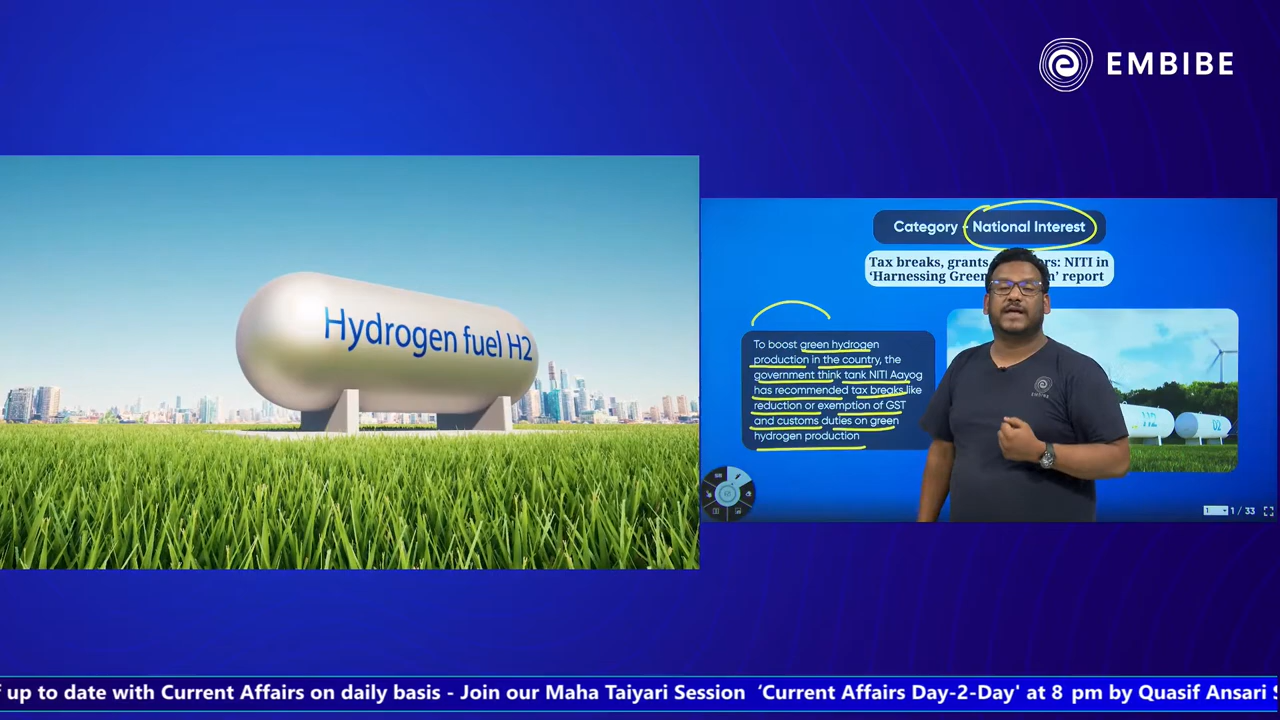 EMBIBE
Hydrogen fuel H2
Category - National Interest
Tax breaks, grants : NITI in
‘Harnessing Green report
To boost green hydrogen
production in the country, the
government think tank NITI Aayog
has recommended tax breaks like
reduction or exemption of GST
and customs duties on green
hydrogen production
EMBIBE
H2
1 1 / 33
up to date with Current Affairs on daily basis - Join our Maha Taiyari Session ‘Current Affairs Day-2-Day' at 8 pm by Quasif Ansari